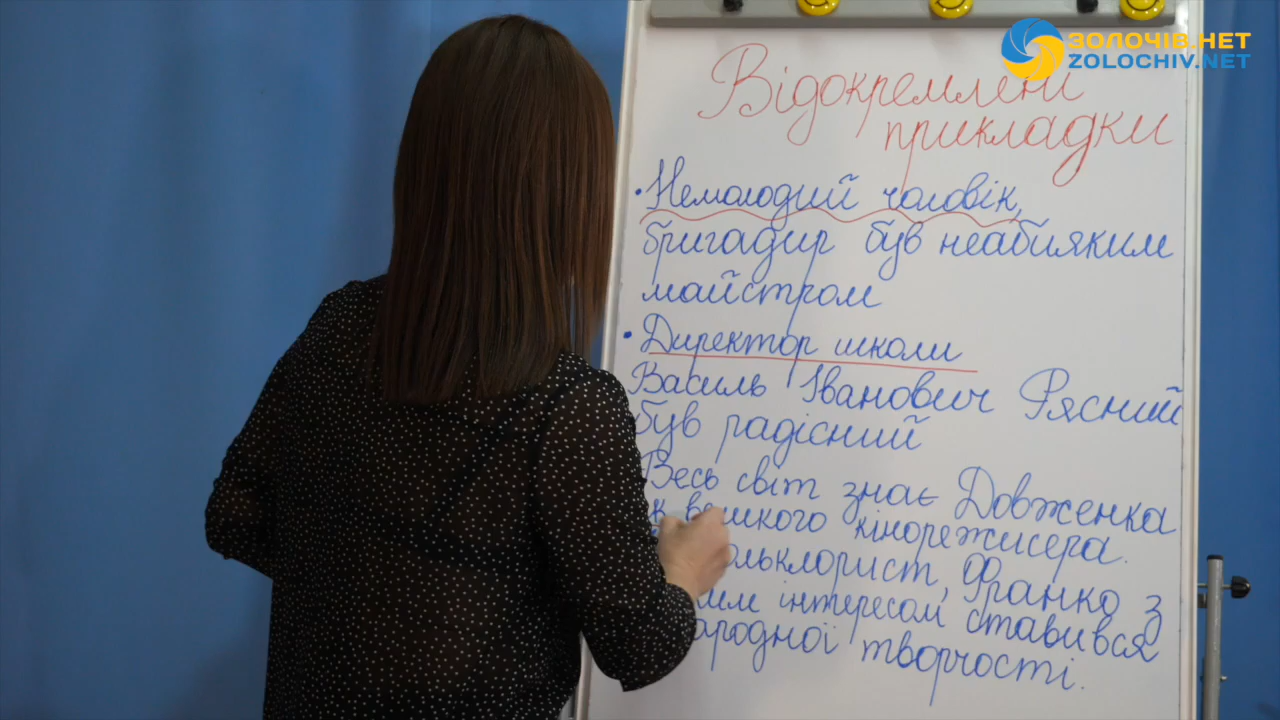 ЗОЛОЧІВ.НЕТ
ZOLOCHIV.NET
Відокремлені
прикладки
• Немолодий чоловік,
бригадир був неабияким
майстром
• Директор школи
Василь Іванович Рясний
був радісний
Весь світ знає Довженка
великого кінорежисера.
Франко з
інтересом ставився
творчості.